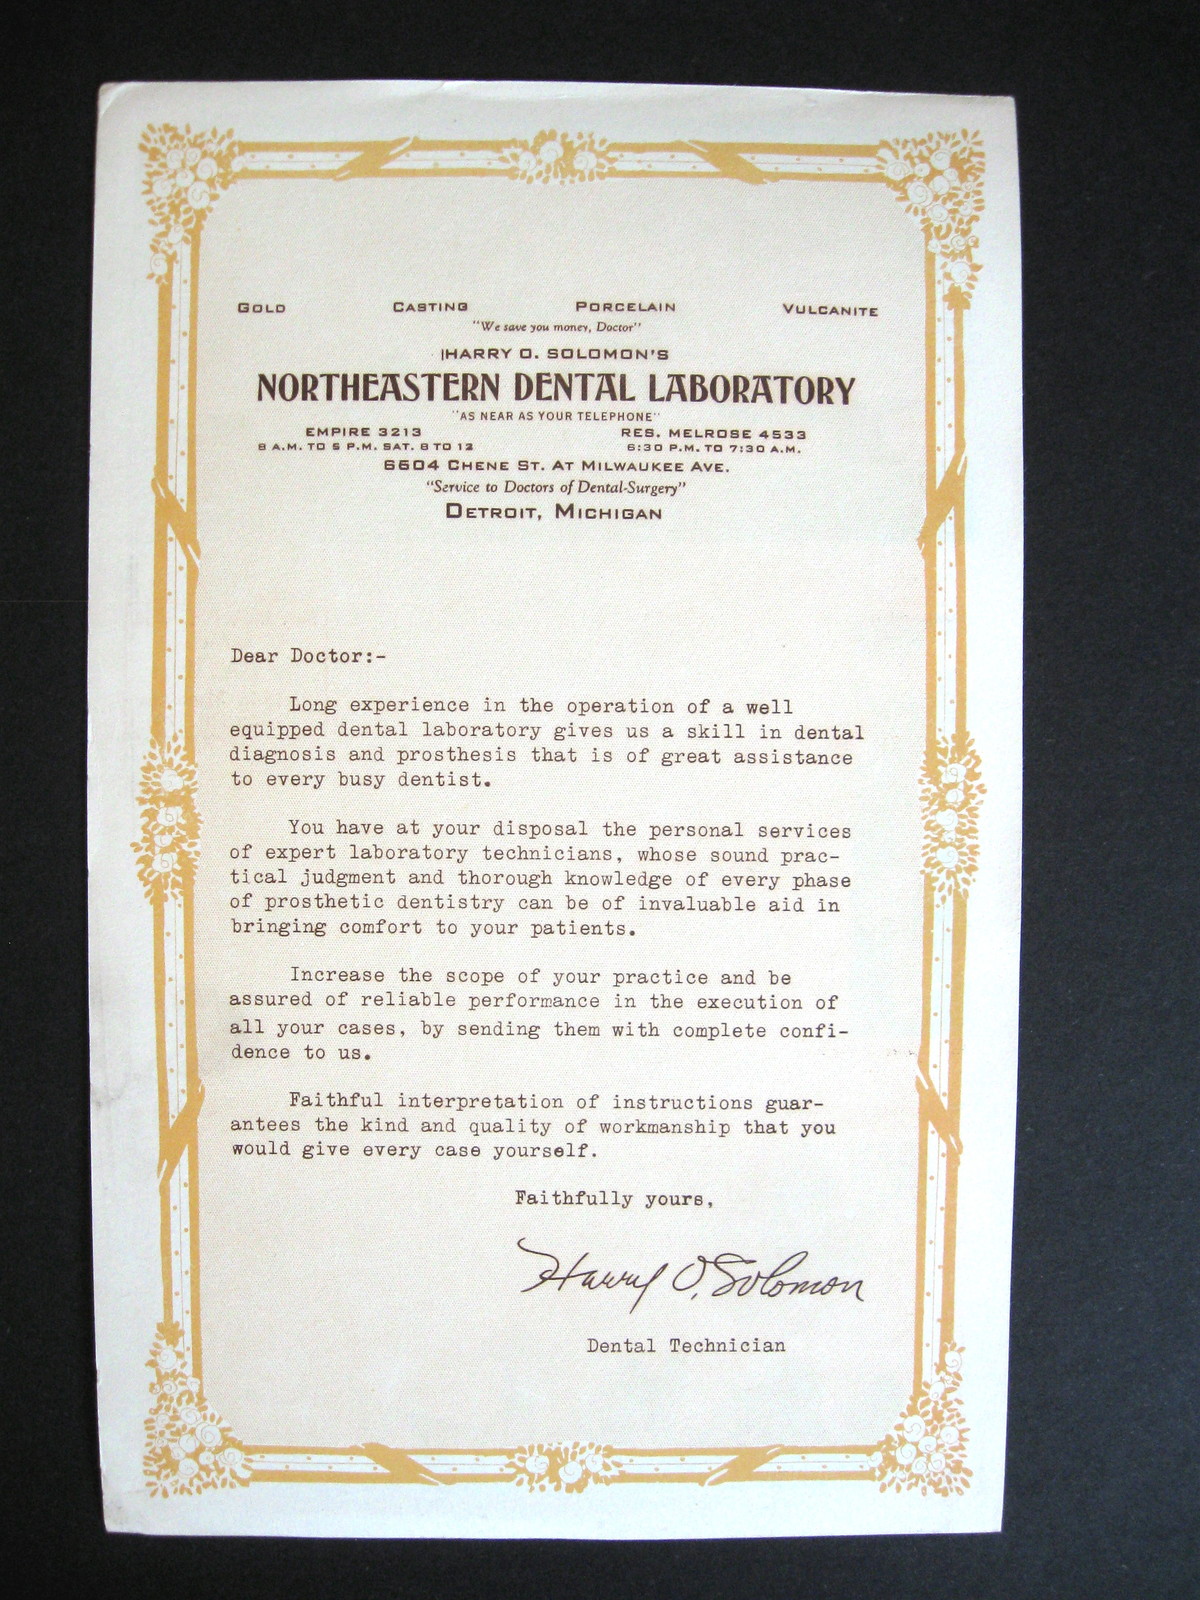 GOLD CASTING PORCELAIN VULCANITE
"We save you money, Doctor"
HARRY O. SOLOMON'S
NORTHEASTERN DENTAL LABORATORY
"AS NEAR AS YOUR TELEPHONE"
EMPIRE 3213 RES. MELROSE 4533
8 A.M. TO 5 P.M. SAT. 8 TO 12 6:30 P.M. TO 7:30 A.M.
6604 CHENE ST. AT MILWAUKEE AVE.
"Service to Doctors of Dental-Surgery"
DETROIT, MICHIGAN
Dear Doctor:-
Long experience in the operation of a well
equipped dental laboratory gives us a skill in dental
diagnosis and prosthesis that is of great assistance
to every busy dentist.
You have at your disposal the personal services
of expert laboratory technicians, whose sound prac-
tical judgment and thorough knowledge of every phase
of prosthetic dentistry can be of invaluable aid in
bringing comfort to your patients.
Increase the scope of your practice and be
assured of reliable performance in the execution of
all your cases, by sending them with complete confi-
dence to us.
Faithful interpretation of instructions guar-
antees the kind and quality of workmanship that you
would give every case yourself.
Faithfully yours,
Harry O. Solomon
Dental Technician